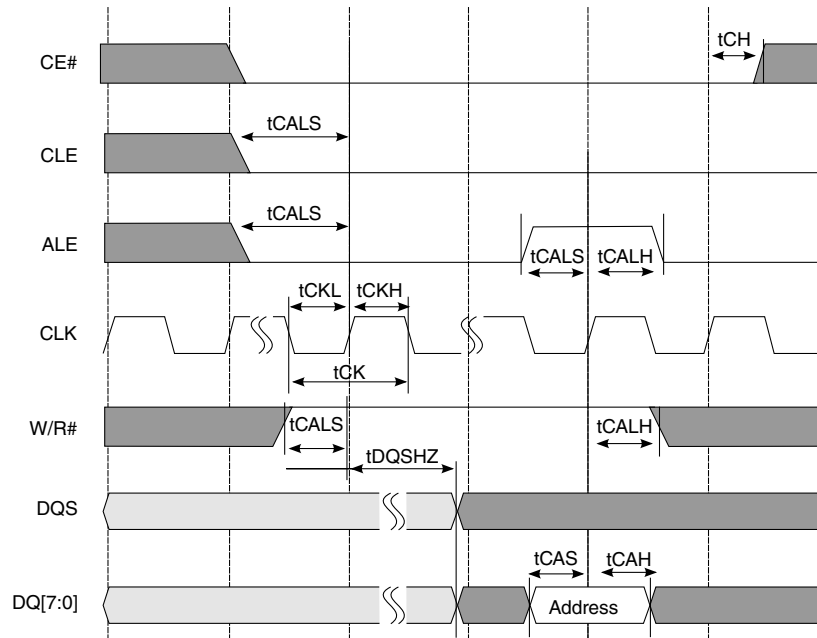 tCH
CE#
tCALS
CLE
tCALS
ALE
tCALS tCALH
tCKL tCKH
CLK
tCK
W/R#
tCALS tCALH
tDQSHZ
DQS
tCAS tCAH
DQ[7:0]
Address